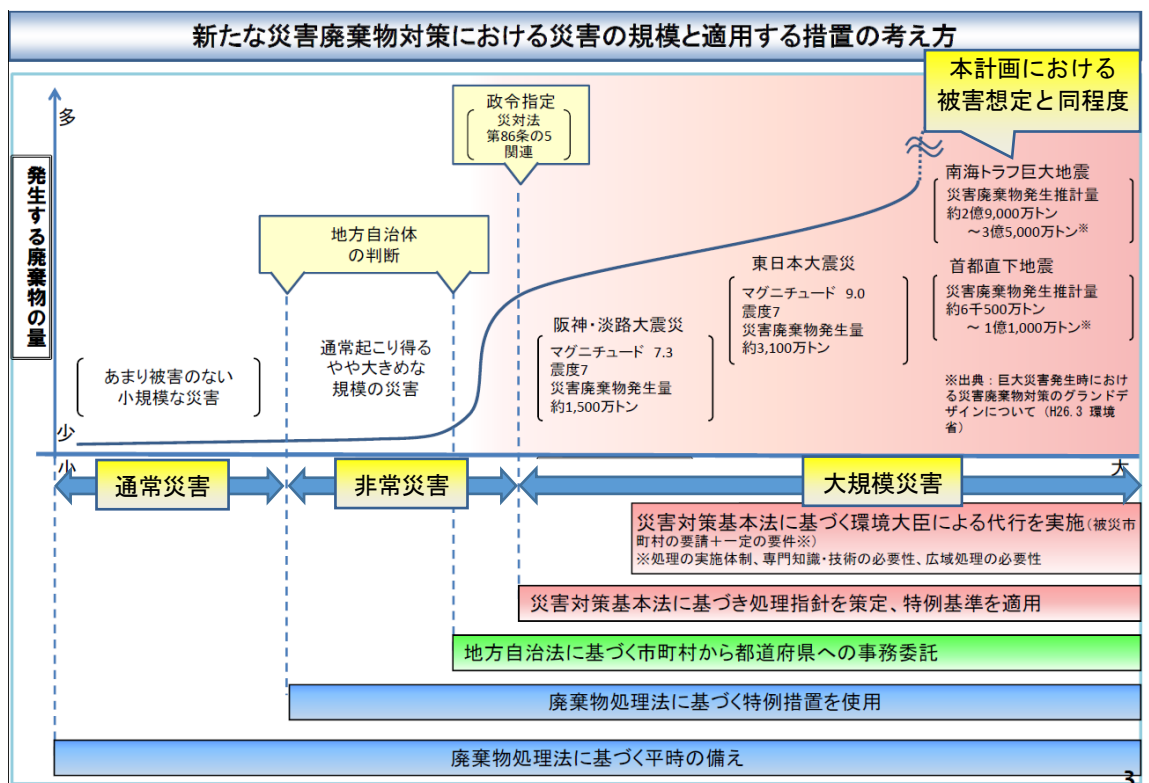 新たな災害廃棄物対策における災害の規模と適用する措置の考え方
本計画における
被害想定と同程度
政令指定
災対法
第86条の5
関連
多
発生する廃棄物の量
地方自治体
の判断
南海トラフ巨大地震
災害廃棄物発生推計量
約2億9,000万トン
～3億5,000万トン※
東日本大震災
マグニチュード 9.0
震度7
災害廃棄物発生量
約3,100万トン
首都直下地震
災害廃棄物発生推計量
約6千500万トン
～ 1億1,000万トン※
阪神・淡路大震災
マグニチュード 7.3
震度7
災害廃棄物発生量
約1,500万トン
通常起こり得る
やや大きめな
規模の災害
あまり被害のない
小規模な災害
※出典：巨大災害発生時におけ
る災害廃棄物対策のグランドデ
ザインについて（H26.3 環境
省）
少
小
大
通常災害
非常災害
大規模災害
災害対策基本法に基づく環境大臣による代行を実施（被災市
町村の要請＋一定の要件※）
※処理の実施体制、専門知識・技術の必要性、広域処理の必要性
災害対策基本法に基づき処理指針を策定、特例基準を適用
地方自治法に基づく市町村から都道府県への事務委託
廃棄物処理法に基づく特例措置を使用
廃棄物処理法に基づく平時の備え
3